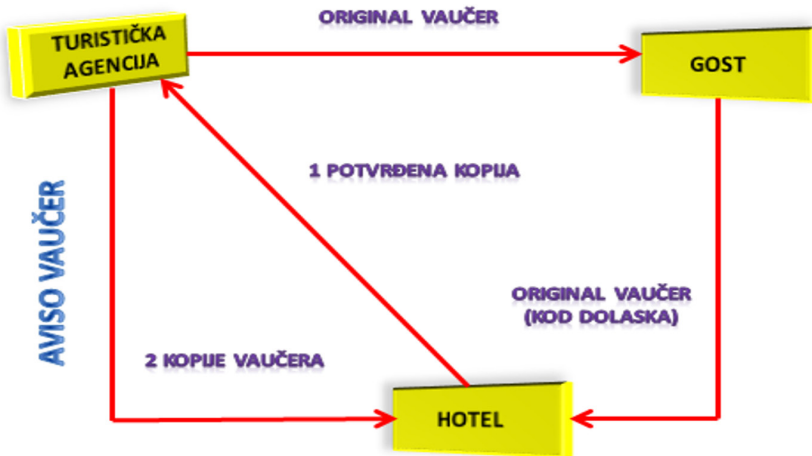 ORIGINAL VAUČER
TURISTIČKA
AGENCIJA
GOST
1 POTVRĐENA KOPIJA
AVISO VAUČER
ORIGINAL VAUČER
(KOD DOLASKA)
2 KOPIJE VAUČERA
HOTEL